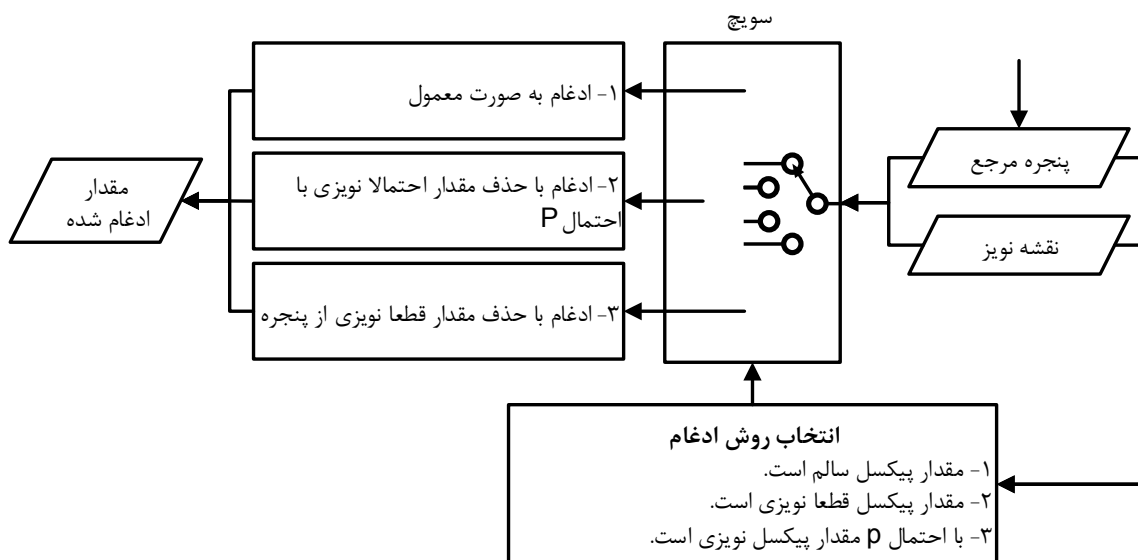 سویچ
پنجره مرجع
نقشه نویز
۱- ادغام به صورت معمول
۲- ادغام با حذف مقدار احتمالا نویزی با
احتمال P
۳- ادغام با حذف مقدار قطعا نویزی از پنجره
مقدار
ادغام شده
انتخاب روش ادغام
۱- مقدار پیکسل سالم است.
۲- مقدار پیکسل قطعا نویزی است.
۳- با احتمال p مقدار پیکسل نویزی است.